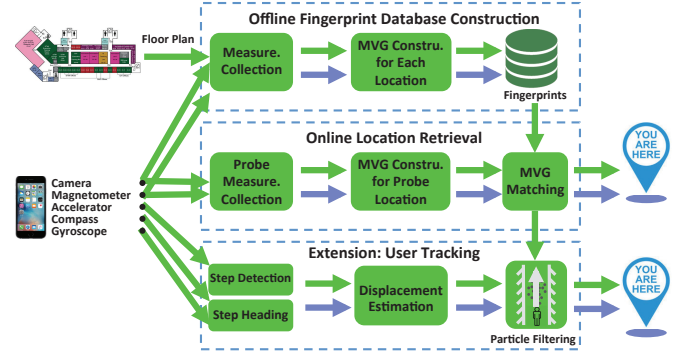 Offline Fingerprint Database Construction
Floor Plan
Measure.
Collection
MVG Constru.
for Each
Location
Fingerprints
Online Location Retrieval
Probe
Measure.
Collection
MVG Constru.
for Probe
Location
MVG
Matching
YOU
ARE
HERE
Camera
Magnetometer
Accelerator
Compass
Gyroscope
Extension: User Tracking
Step Detection
Step Heading
Displacement
Estimation
Particle Filtering
YOU
ARE
HERE